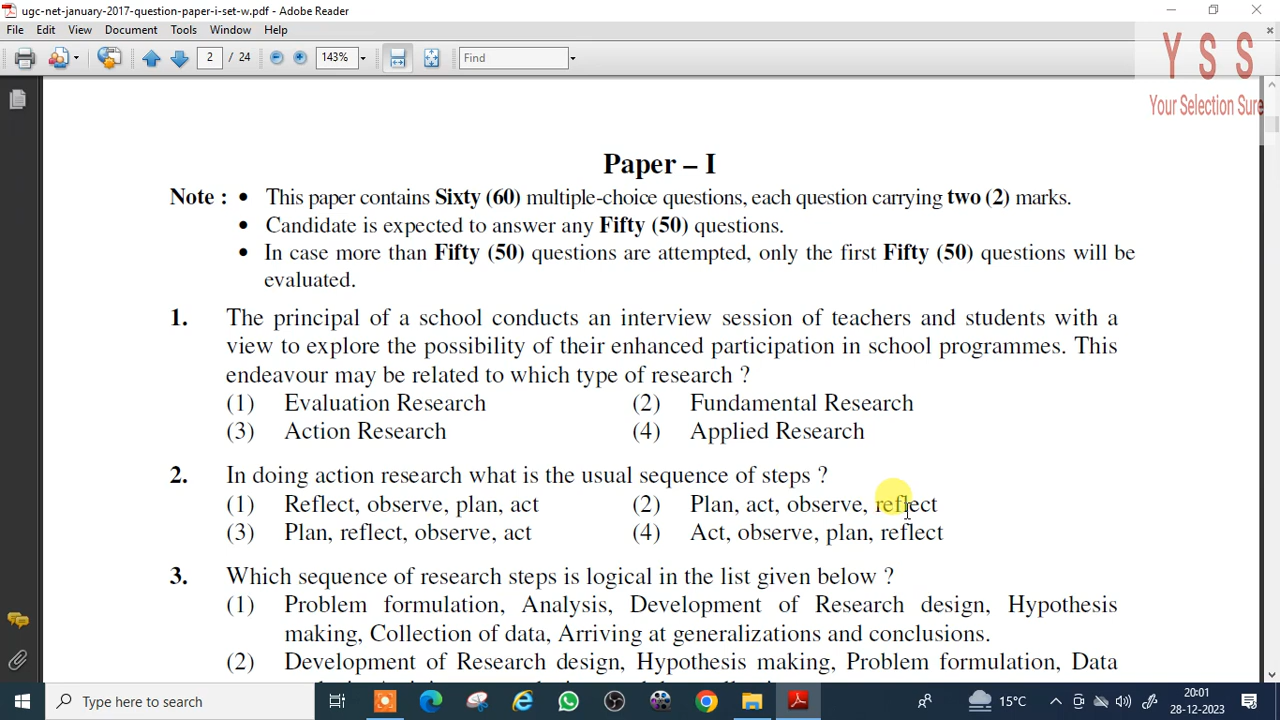 ugc-net-january-2017-question-paper-i-set-w.pdf - Adobe Reader
File Edit View Document Tools Window Help
2 / 24 143% Find
Y S S
Your Selection Sure
Paper – I
Note : • This paper contains Sixty (60) multiple-choice questions, each question carrying two (2) marks.
• Candidate is expected to answer any Fifty (50) questions.
• In case more than Fifty (50) questions are attempted, only the first Fifty (50) questions will be
evaluated.
1. The principal of a school conducts an interview session of teachers and students with a
view to explore the possibility of their enhanced participation in school programmes. This
endeavour may be related to which type of research ?
(1) Evaluation Research (2) Fundamental Research
(3) Action Research (4) Applied Research
2. In doing action research what is the usual sequence of steps ?
(1) Reflect, observe, plan, act (2) Plan, act, observe, reflect
(3) Plan, reflect, observe, act (4) Act, observe, plan, reflect
3. Which sequence of research steps is logical in the list given below ?
(1) Problem formulation, Analysis, Development of Research design, Hypothesis
making, Collection of data, Arriving at generalizations and conclusions.
(2) Development of Research design, Hypothesis making, Problem formulation, Data
Type here to search 15°C 20:01
28-12-2023